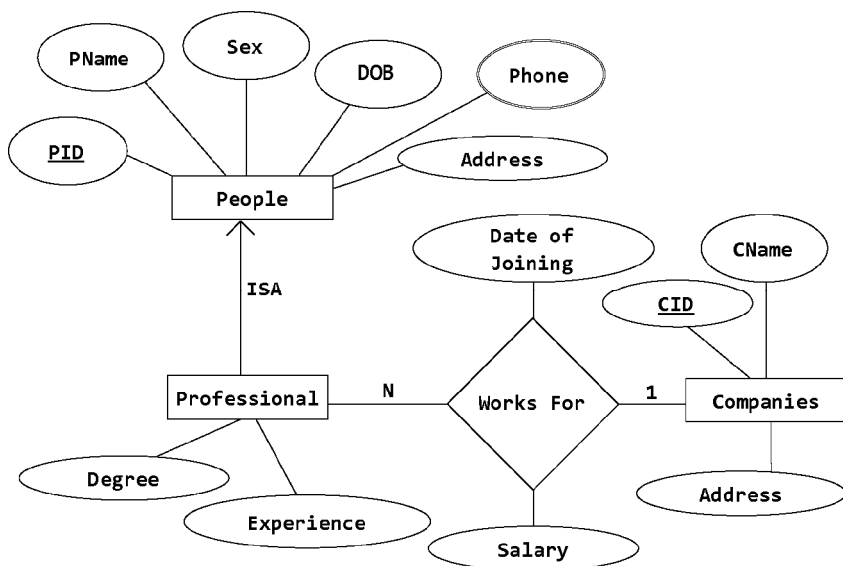 Sex
PName
DOB
Phone
PID
Address
People
Date of
Joining
CName
ISA
CID
Professional
N
Works For
1
Companies
Degree
Address
Experience
Salary